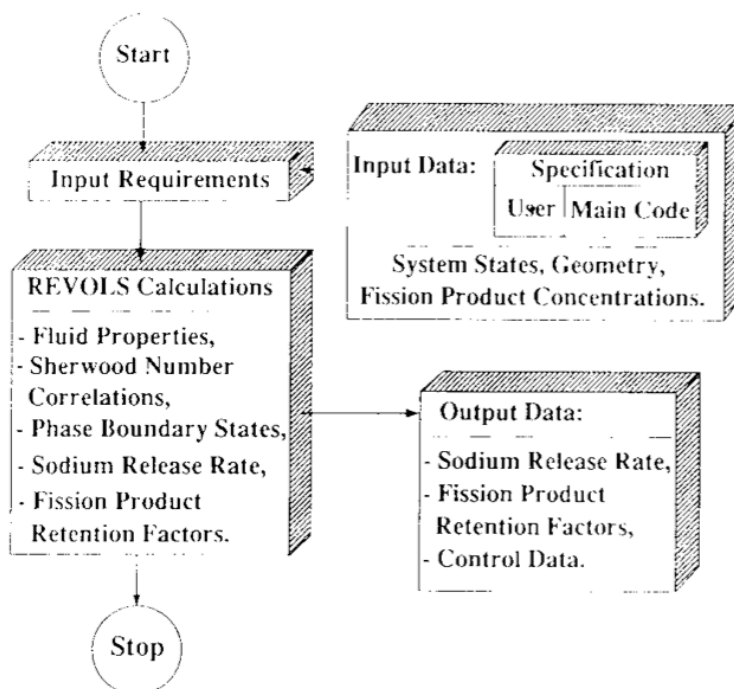 Start
Input Requirements
Input Data:
Specification
User Main Code
System States, Geometry,
Fission Product Concentrations.
REVOLS Calculations
- Fluid Properties,
- Sherwood Number
Correlations,
- Phase Boundary States,
- Sodium Release Rate,
- Fission Product
Retention Factors.
Output Data:
- Sodium Release Rate,
- Fission Product
Retention Factors,
- Control Data.
Stop